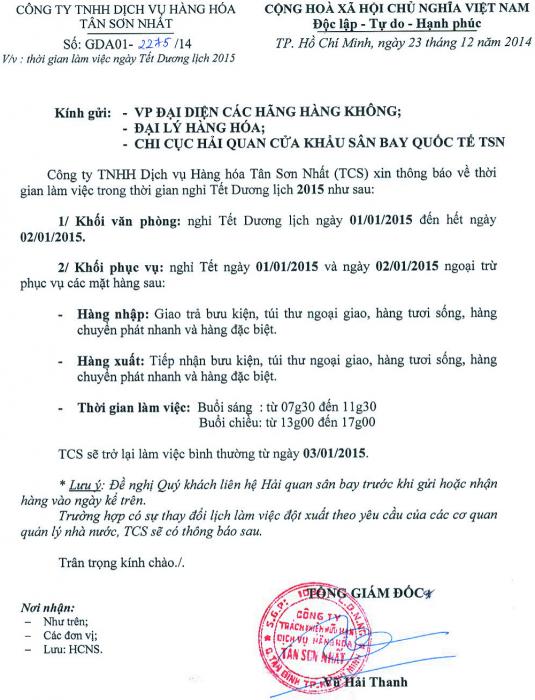 CÔNG TY TNHH DỊCH VỤ HÀNG HÓA
TÂN SƠN NHẤT
Số: GDA01- 2275 /14
V/v : thời gian làm việc ngày Tết Dương lịch 2015
CỘNG HOÀ XÃ HỘI CHỦ NGHĨA VIỆT NAM
Độc lập - Tự do - Hạnh phúc
TP. Hồ Chí Minh, ngày 23 tháng 12 năm 2014
Kính gửi: - VP ĐẠI DIỆN CÁC HÃNG HÀNG KHÔNG;
- ĐẠI LÝ HÀNG HÓA;
- CHI CỤC HẢI QUAN CỬA KHẨU SÂN BAY QUỐC TẾ TSN
Công ty TNHH Dịch vụ Hàng hóa Tân Sơn Nhất (TCS) xin thông báo về thời
gian làm việc trong thời gian nghỉ Tết Dương lịch 2015 như sau:
1/ Khối văn phòng: nghỉ Tết Dương lịch ngày 01/01/2015 đến hết ngày
02/01/2015.
2/ Khối phục vụ: nghỉ Tết ngày 01/01/2015 và ngày 02/01/2015 ngoại trừ
phục vụ các mặt hàng sau:
- Hàng nhập: Giao trả bưu kiện, túi thư ngoại giao, hàng tươi sống, hàng
chuyển phát nhanh và hàng đặc biệt.
- Hàng xuất: Tiếp nhận bưu kiện, túi thư ngoại giao, hàng tươi sống, hàng
chuyển phát nhanh và hàng đặc biệt.
- Thời gian làm việc: Buổi sáng : từ 07g30 đến 11g30
Buổi chiều: từ 13g00 đến 17g00
TCS sẽ trở lại làm việc bình thường từ ngày 03/01/2015.
* Lưu ý: Đề nghị Quý khách liên hệ Hải quan sân bay trước khi gửi hoặc nhận
hàng vào ngày kể trên.
Trường hợp có sự thay đổi lịch làm việc đột xuất theo yêu cầu của các cơ quan
quản lý nhà nước, TCS sẽ có thông báo sau.
Trân trọng kính chào./.
TỔNG GIÁM ĐỐC
Nơi nhận:
- Như trên;
- Các đơn vị;
- Lưu: HCNS.
CÔNG TY
TRÁCH NHIỆM HỮU HẠN
DỊCH VỤ HÀNG HÓA
TÂN SƠN NHẤT
Vũ Hải Thanh